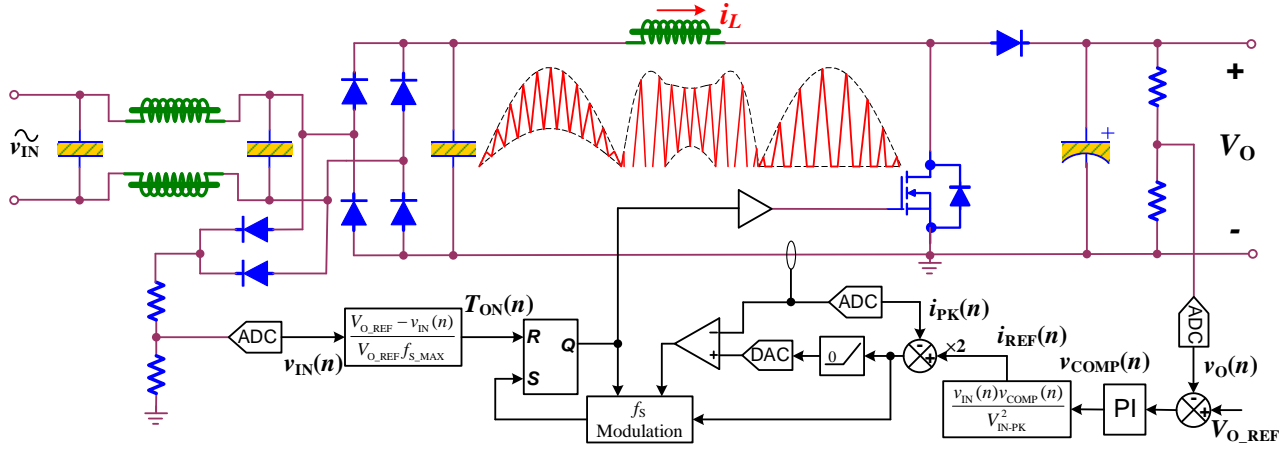 i_L
+
v_IN
V_O
-
ADC
v_IN(n)
V_O_REF − v_IN(n)
V_O_REF f_S_MAX
T_ON(n)
R
Q
S
f_S
Modulation
−
+
DAC
0
ADC
i_PK(n)
-
+
×2
i_REF(n)
v_IN(n)v_COMP(n)
V²_IN-PK
v_COMP(n)
PI
ADC
v_O(n)
-
+
V_O_REF
+